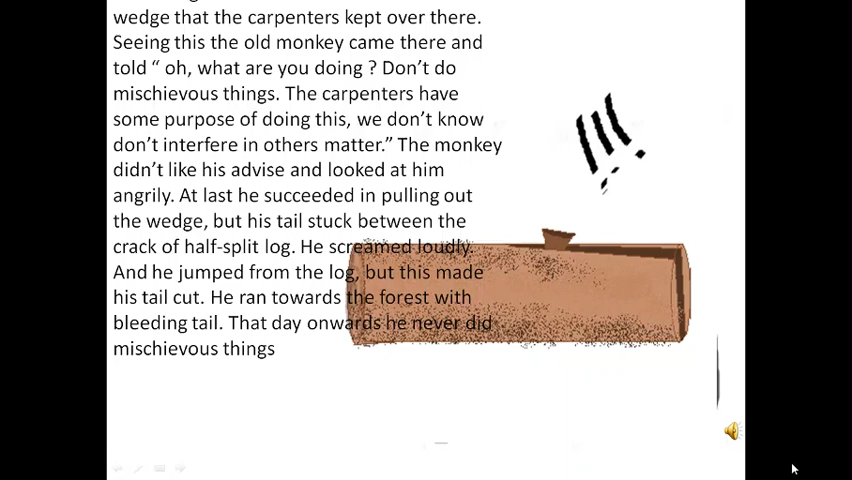 wedge that the carpenters kept over there.
Seeing this the old monkey came there and
told “ oh, what are you doing ? Don’t do
mischievous things. The carpenters have
some purpose of doing this, we don’t know
don’t interfere in others matter.” The monkey
didn’t like his advise and looked at him
angrily. At last he succeeded in pulling out
the wedge, but his tail stuck between the
crack of half-split log. He screamed loudly.
And he jumped from the log, but this made
his tail cut. He ran towards the forest with
bleeding tail. That day onwards he never did
mischievous things